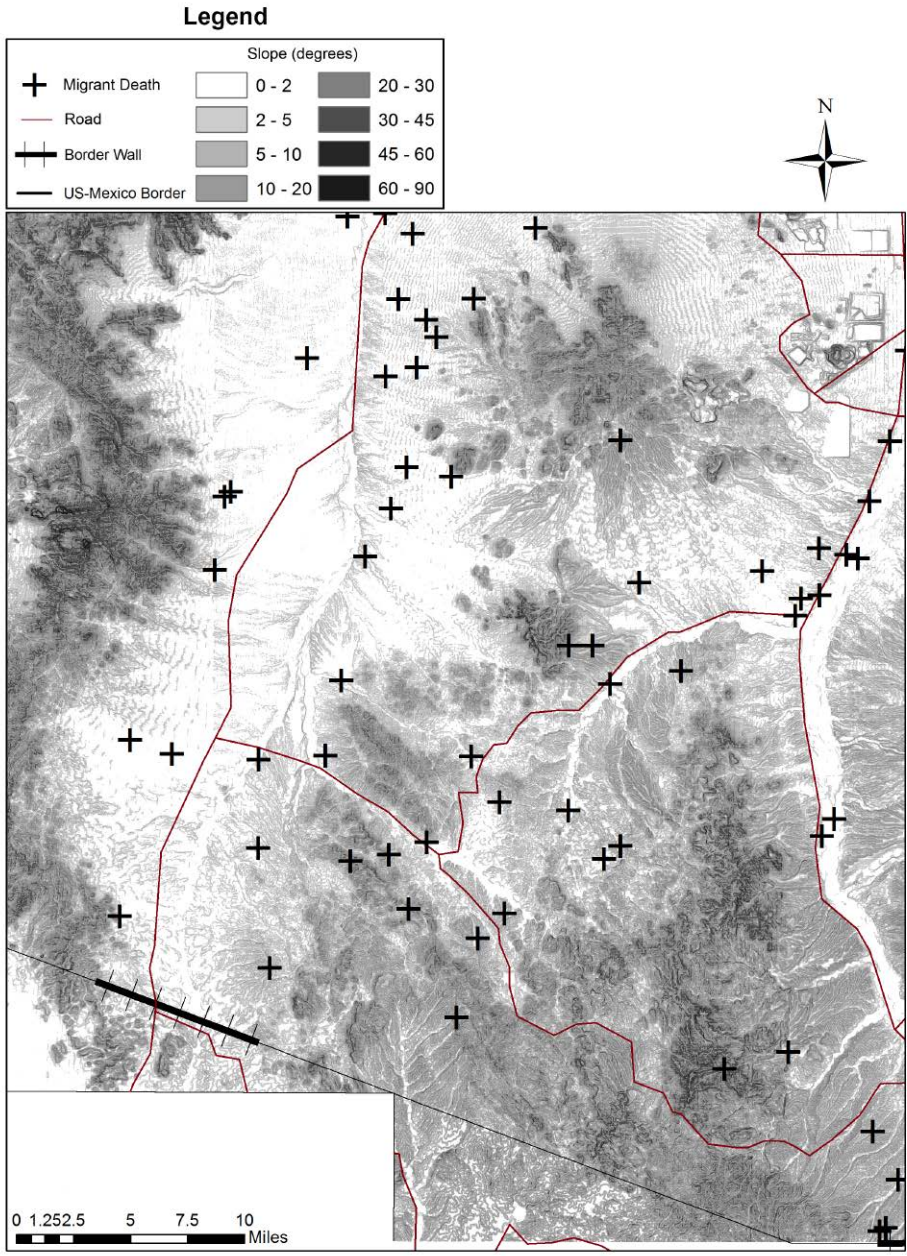 Legend
Slope (degrees)
Migrant Death
Road
Border Wall
US-Mexico Border
0 - 2
2 - 5
5 - 10
10 - 20
20 - 30
30 - 45
45 - 60
60 - 90
N
0 1.252.5 5 7.5 10
Miles